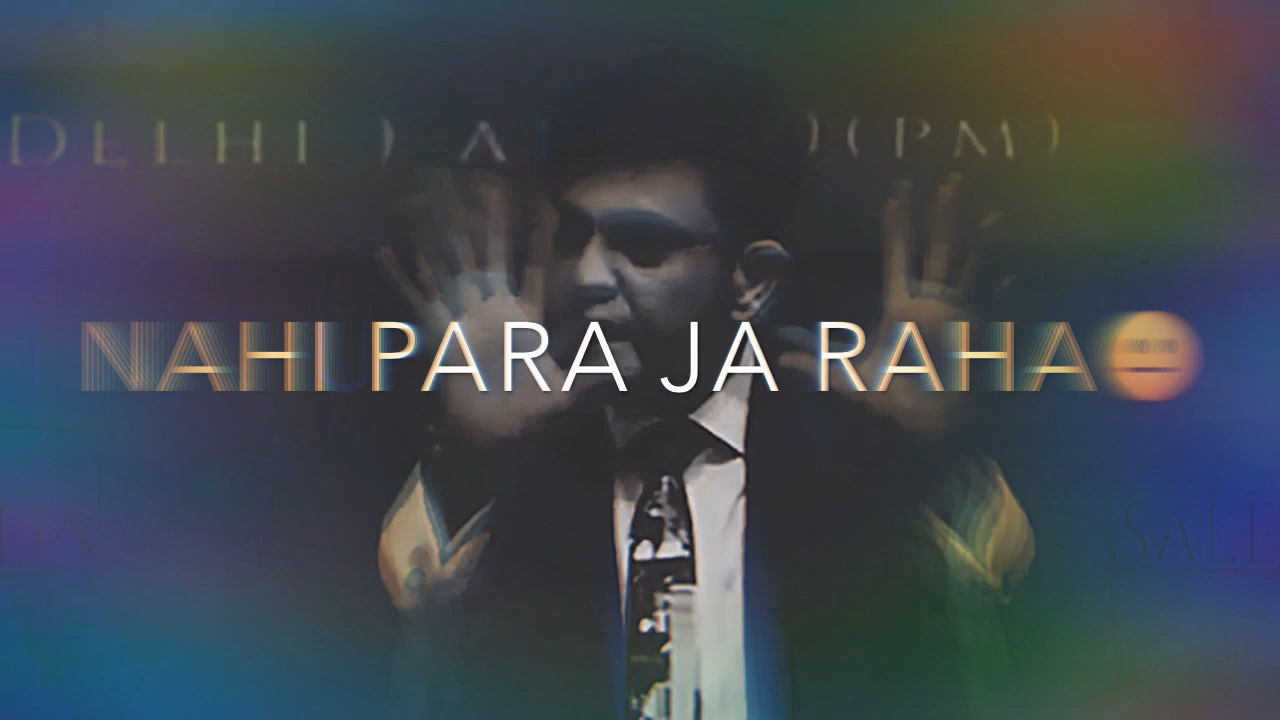 DELHI ) A )(PM)
NAHI PARA JA RAHA😐
SALE